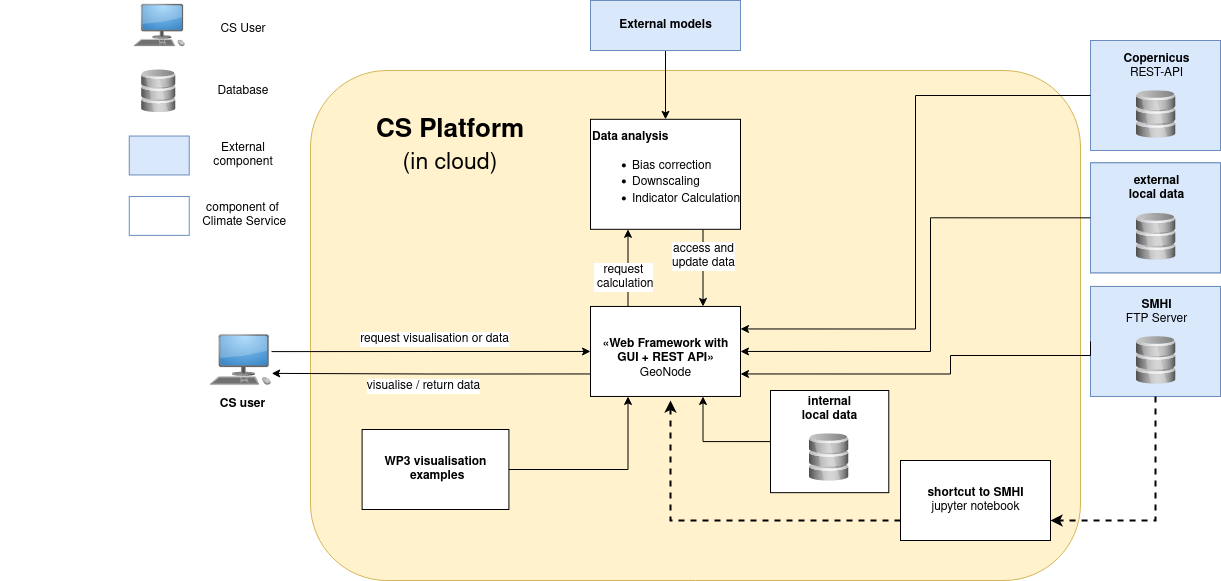 CS User
Database
External
component
component of
Climate Service
External models
CS Platform
(in cloud)
Data analysis
• Bias correction
• Downscaling
• Indicator Calculation
request
calculation
access and
update data
Copernicus
REST-API
external
local data
SMHI
FTP Server
request visualisation or data
visualise / return data
CS user
«Web Framework with
GUI + REST API»
GeoNode
internal
local data
WP3 visualisation
examples
shortcut to SMHI
jupyter notebook